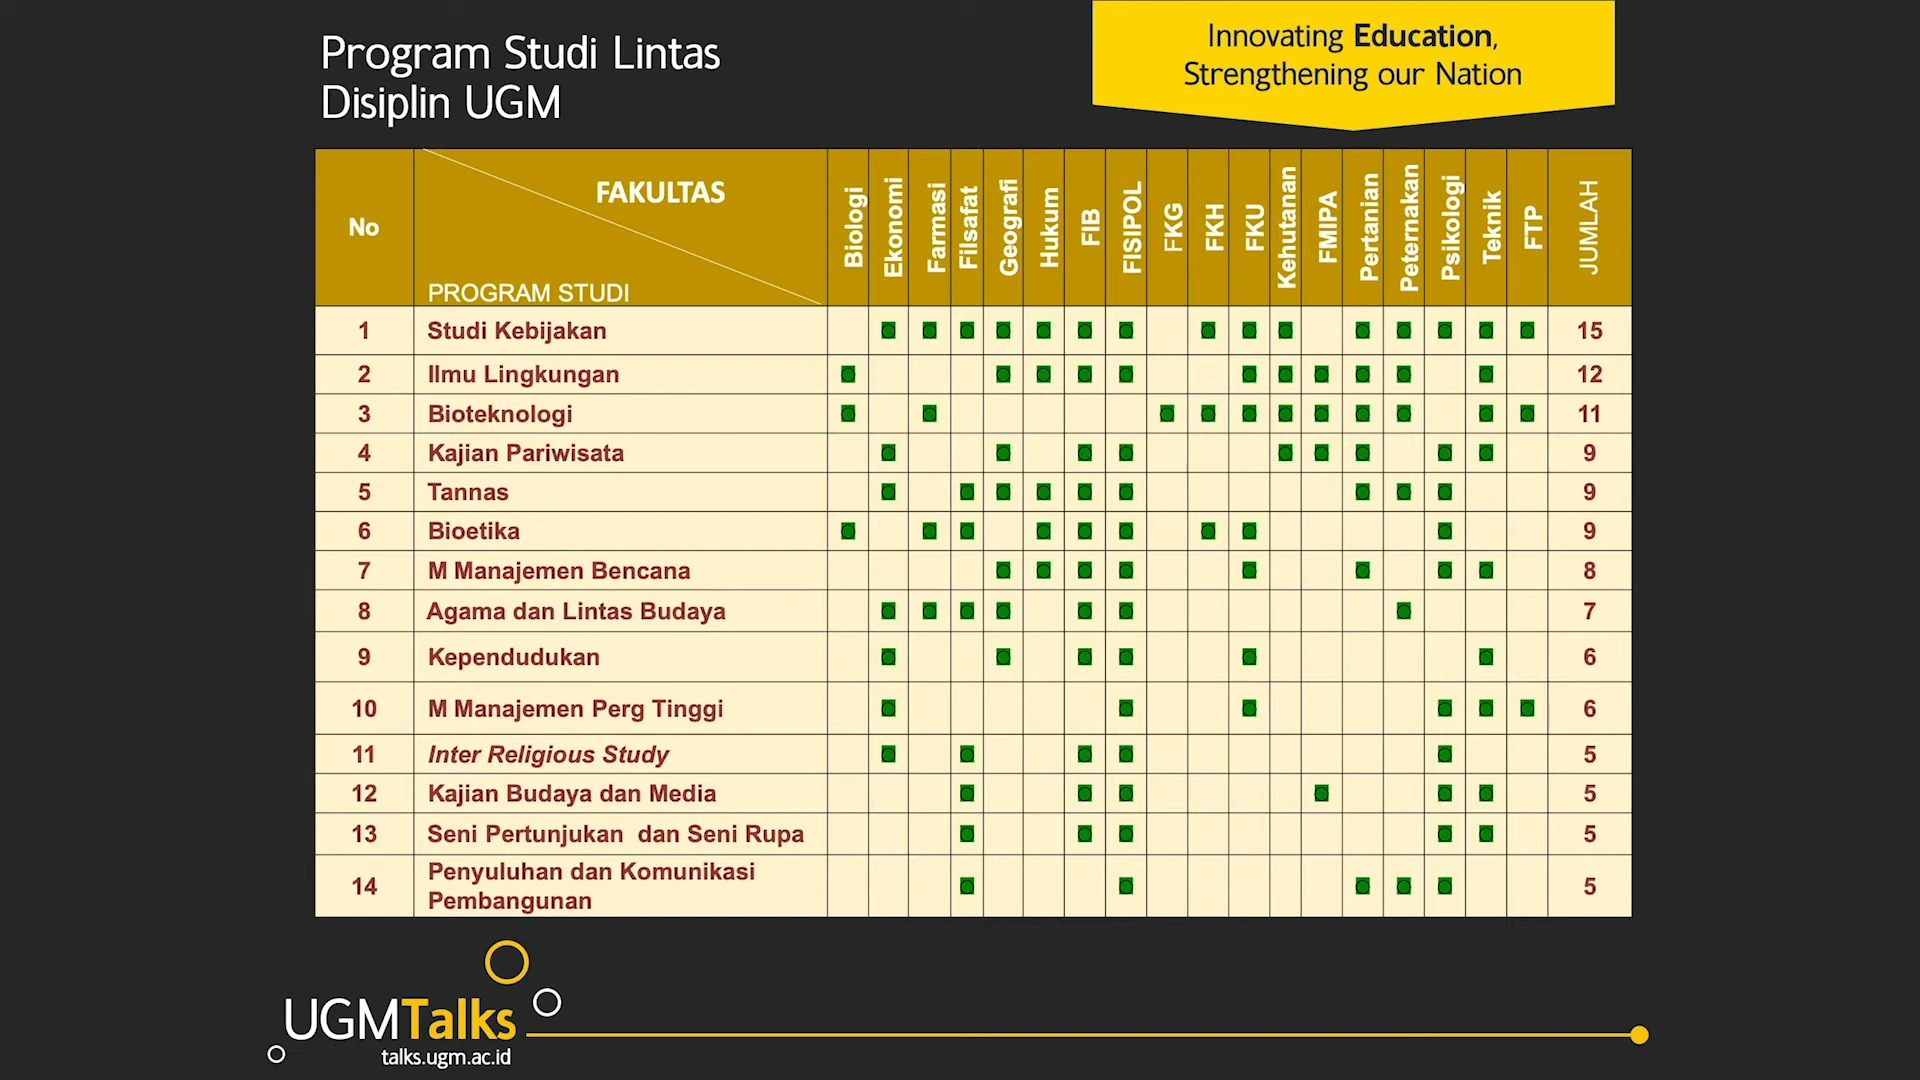 Program Studi Lintas
Disiplin UGM
Innovating Education,
Strengthening our Nation
No
FAKULTAS
PROGRAM STUDI
Biologi
Ekonomi
Farmasi
Filsafat
Geografi
Hukum
FIB
FISIPOL
FKG
FKH
FKU
Kehutanan
FMIPA
Pertanian
Peternakan
Psikologi
Teknik
FTP
JUMLAH
1 Studi Kebijakan 15
2 Ilmu Lingkungan 12
3 Bioteknologi 11
4 Kajian Pariwisata 9
5 Tannas 9
6 Bioetika 9
7 M Manajemen Bencana 8
8 Agama dan Lintas Budaya 7
9 Kependudukan 6
10 M Manajemen Perg Tinggi 6
11 Inter Religious Study 5
12 Kajian Budaya dan Media 5
13 Seni Pertunjukan dan Seni Rupa 5
14 Penyuluhan dan Komunikasi
Pembangunan 5
UGMTalks
talks.ugm.ac.id